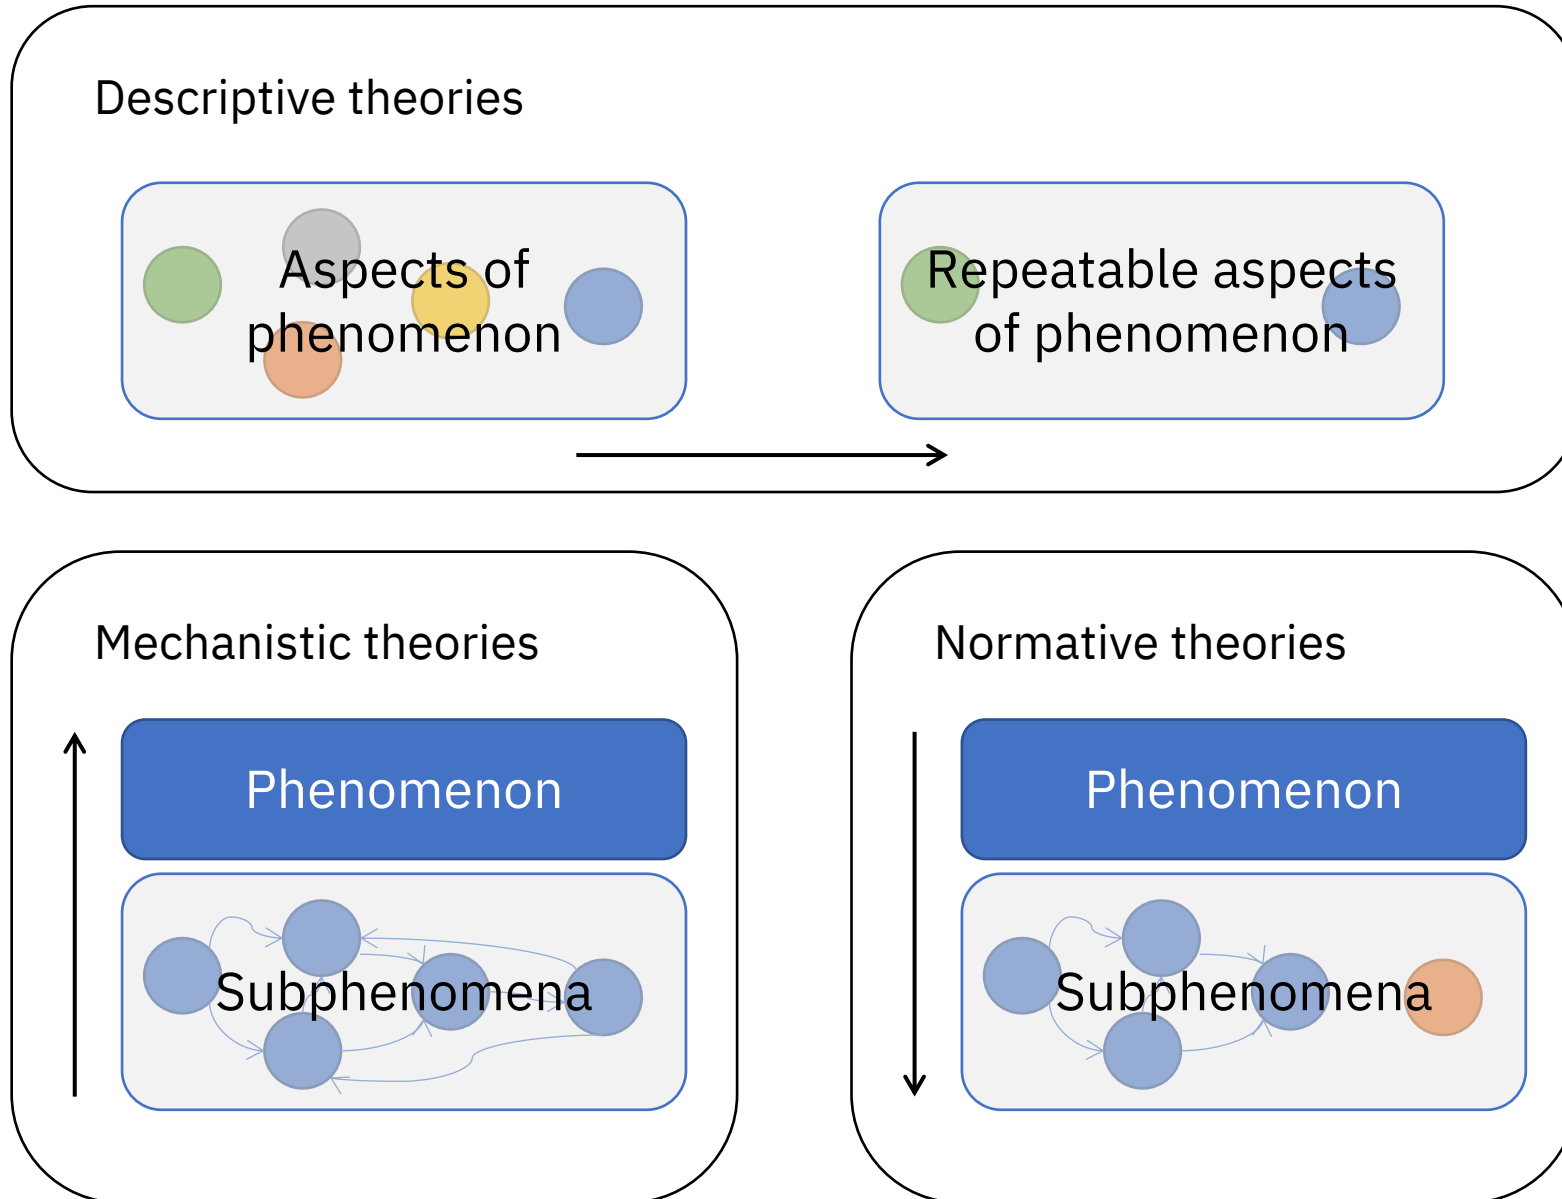 Descriptive theories
Aspects of
phenomenon
Repeatable aspects
of phenomenon
Mechanistic theories
Phenomenon
Subphenomena
Normative theories
Phenomenon
Subphenomena